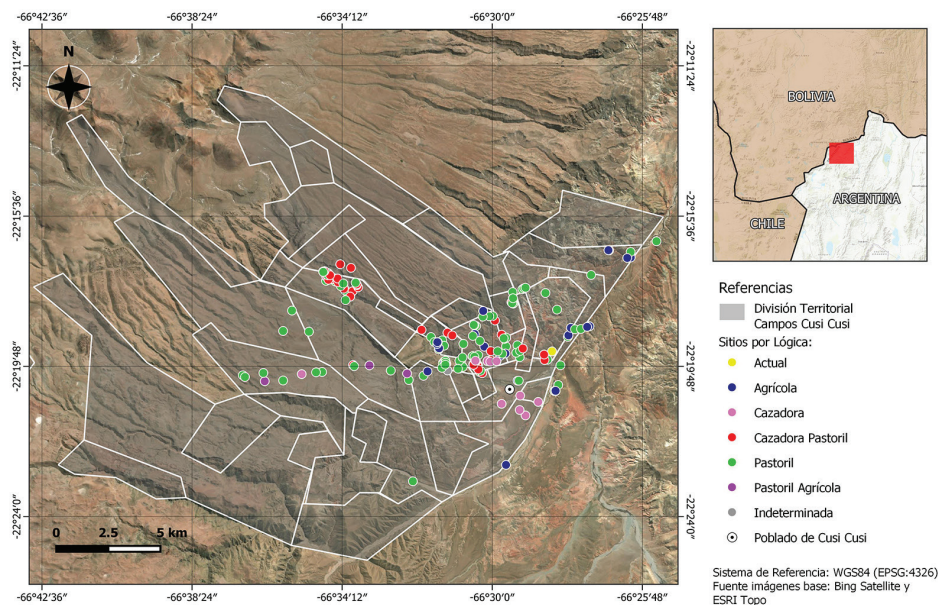 -66°42'36" -66°38'24" -66°34'12" -66°30'00" -66°25'48"
-22°11'24" -22°11'24"
N
-22°15'36" -22°15'36"
-22°19'48" -22°19'48"
-22°24'0" -22°24'0"
0 2.5 5 km
-66°42'36" -66°38'24" -66°34'12" -66°30'00" -66°25'48"
BOLIVIA
ARGENTINA
CHILE
Referencias
División Territorial
Campos Cusi Cusi
Sitios por Lógica:
Actual
Agrícola
Cazadora
Cazadora Pastoril
Pastoril
Pastoril Agrícola
Indeterminada
Poblado de Cusi Cusi
Sistema de Referencia: WGS84 (EPSG:4326)
Fuente imágenes base: Bing Satellite y
ESRI Topo